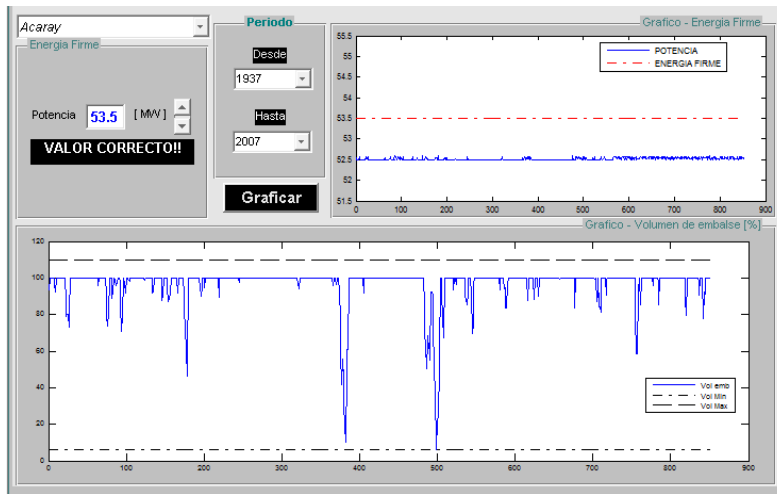 Acaray
Energia Firme
Potencia 53.5 [ MW ]
VALOR CORRECTO!!
Periodo
Desde
1937
Hasta
2007
Graficar
Grafico - Energia Firme
55.5
55
54.5
54
53.5
53
52.5
52
51.5
0 100 200 300 400 500 600 700 800 900
POTENCIA
ENERGIA FIRME
Grafico - Volumen de embalse [%]
120
100
80
60
40
20
0
0 100 200 300 400 500 600 700 800 900
Vol emb
Vol Min
Vol Max